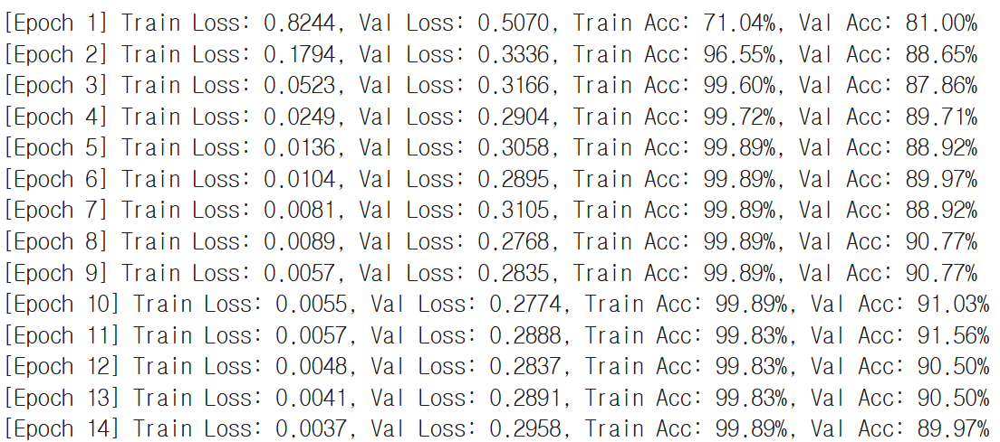 [Epoch 1] Train Loss: 0.8244, Val Loss: 0.5070, Train Acc: 71.04%, Val Acc: 81.00%
[Epoch 2] Train Loss: 0.1794, Val Loss: 0.3336, Train Acc: 96.55%, Val Acc: 88.65%
[Epoch 3] Train Loss: 0.0523, Val Loss: 0.3166, Train Acc: 99.60%, Val Acc: 87.86%
[Epoch 4] Train Loss: 0.0249, Val Loss: 0.2904, Train Acc: 99.72%, Val Acc: 89.71%
[Epoch 5] Train Loss: 0.0136, Val Loss: 0.3058, Train Acc: 99.89%, Val Acc: 88.92%
[Epoch 6] Train Loss: 0.0104, Val Loss: 0.2895, Train Acc: 99.89%, Val Acc: 89.97%
[Epoch 7] Train Loss: 0.0081, Val Loss: 0.3105, Train Acc: 99.89%, Val Acc: 88.92%
[Epoch 8] Train Loss: 0.0089, Val Loss: 0.2768, Train Acc: 99.89%, Val Acc: 90.77%
[Epoch 9] Train Loss: 0.0057, Val Loss: 0.2835, Train Acc: 99.89%, Val Acc: 90.77%
[Epoch 10] Train Loss: 0.0055, Val Loss: 0.2774, Train Acc: 99.89%, Val Acc: 91.03%
[Epoch 11] Train Loss: 0.0057, Val Loss: 0.2888, Train Acc: 99.83%, Val Acc: 91.56%
[Epoch 12] Train Loss: 0.0048, Val Loss: 0.2837, Train Acc: 99.83%, Val Acc: 90.50%
[Epoch 13] Train Loss: 0.0041, Val Loss: 0.2891, Train Acc: 99.83%, Val Acc: 90.50%
[Epoch 14] Train Loss: 0.0037, Val Loss: 0.2958, Train Acc: 99.89%, Val Acc: 89.97%